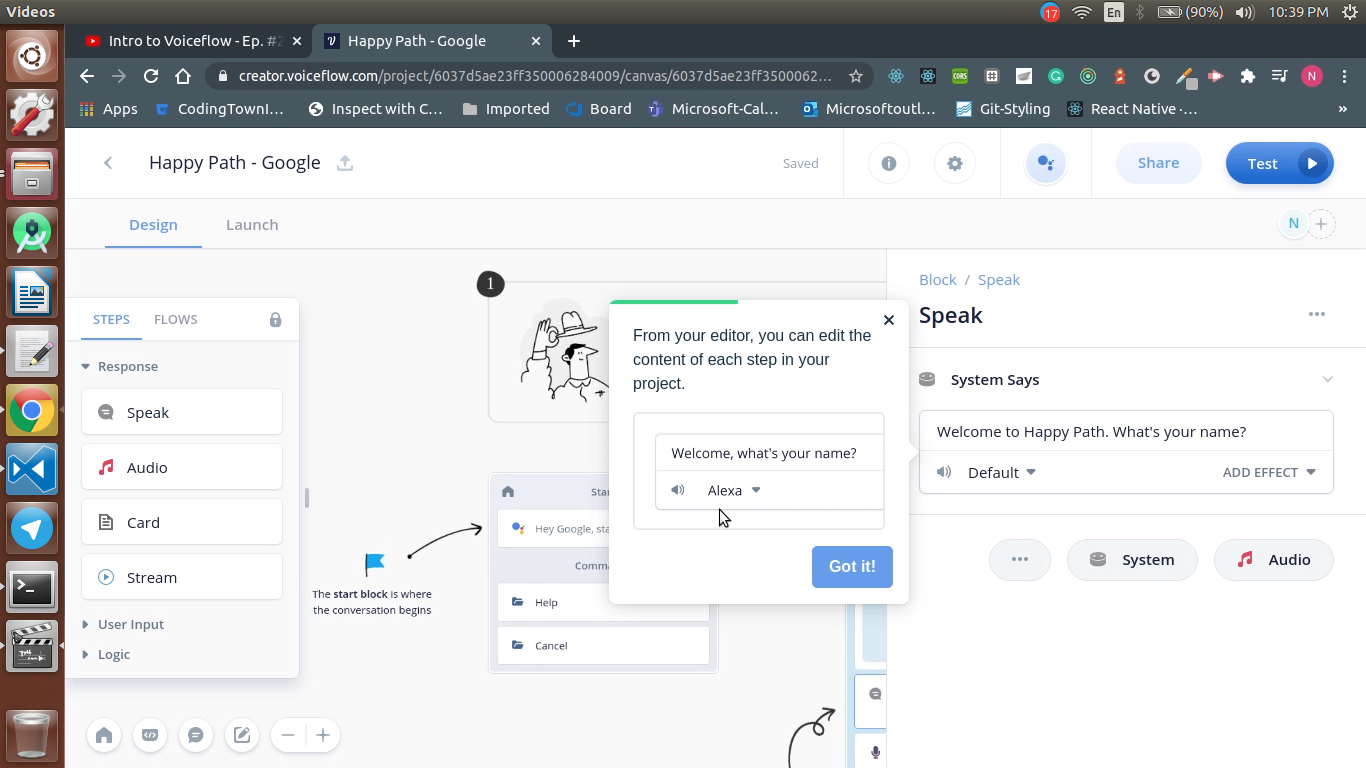 Videos
17
En
(90%)
10:39 PM
Intro to Voiceflow - Ep. #2
Happy Path - Google
creator.voiceflow.com/project/6037d5ae23ff350006284009/canvas/6037d5ae23ff3500062...
N
Apps
CodingTownI...
Inspect with C...
Imported
Board
Microsoft-Cal...
Microsoftoutl...
Git-Styling
React Native ·...
»
Happy Path - Google
Saved
Share
Test
Design
Launch
N
STEPS
FLOWS
Response
Speak
Audio
Card
Stream
User Input
Logic
1
The start block is where
the conversation begins
Star
Hey Google, sta
Comma
Help
Cancel
From your editor, you can edit the
content of each step in your
project.
Welcome, what's your name?
Alexa
Got it!
Block / Speak
Speak
System Says
Welcome to Happy Path. What's your name?
Default
ADD EFFECT
System
Audio